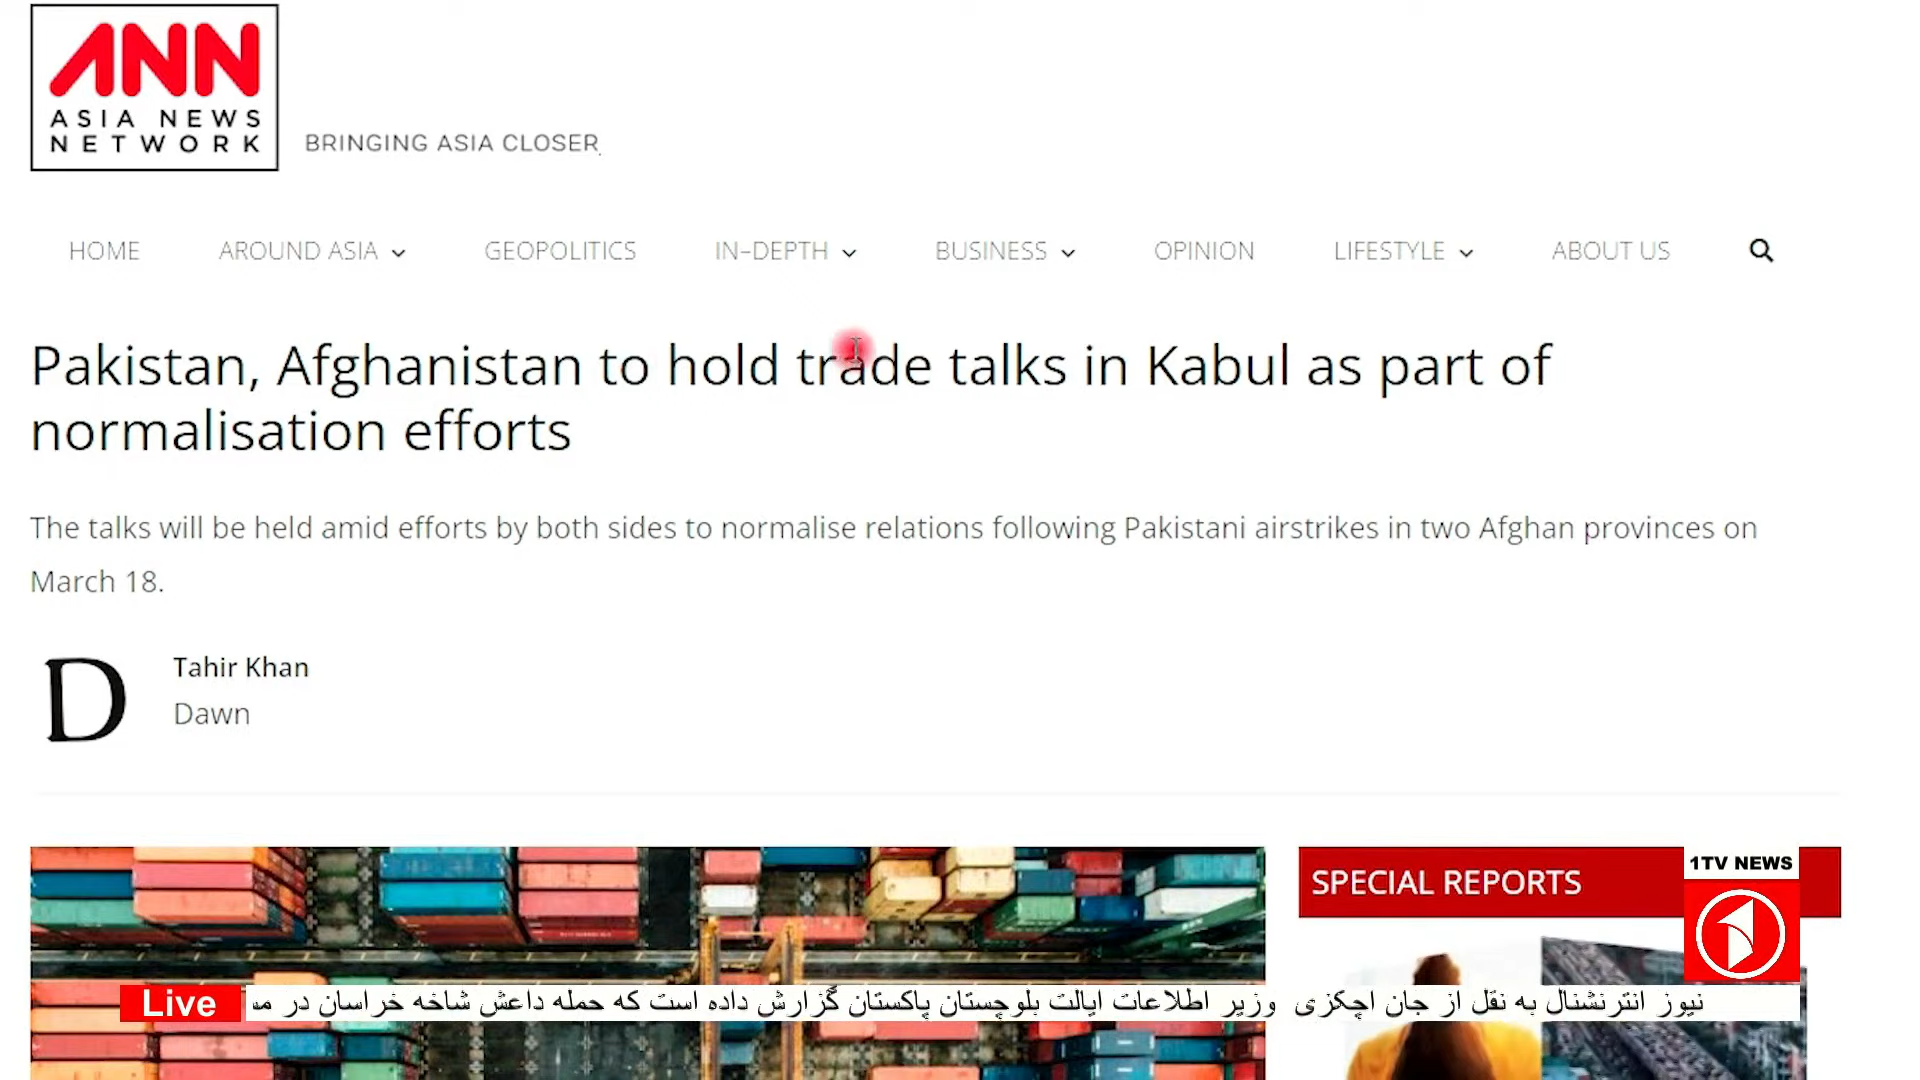 ANN
ASIA NEWS
NETWORK
BRINGING ASIA CLOSER
HOME
AROUND ASIA
GEOPOLITICS
IN-DEPTH
BUSINESS
OPINION
LIFESTYLE
ABOUT US
Pakistan, Afghanistan to hold trade talks in Kabul as part of
normalisation efforts
The talks will be held amid efforts by both sides to normalise relations following Pakistani airstrikes in two Afghan provinces on
March 18.
D
Tahir Khan
Dawn
SPECIAL REPORTS
1TV NEWS
Live
نیوز انترنشنال به نقل از جان اچکزی وزیر اطلاعات ایالت بلوچستان پاکستان گزارش داده است که حمله داعش شاخه خراسان در